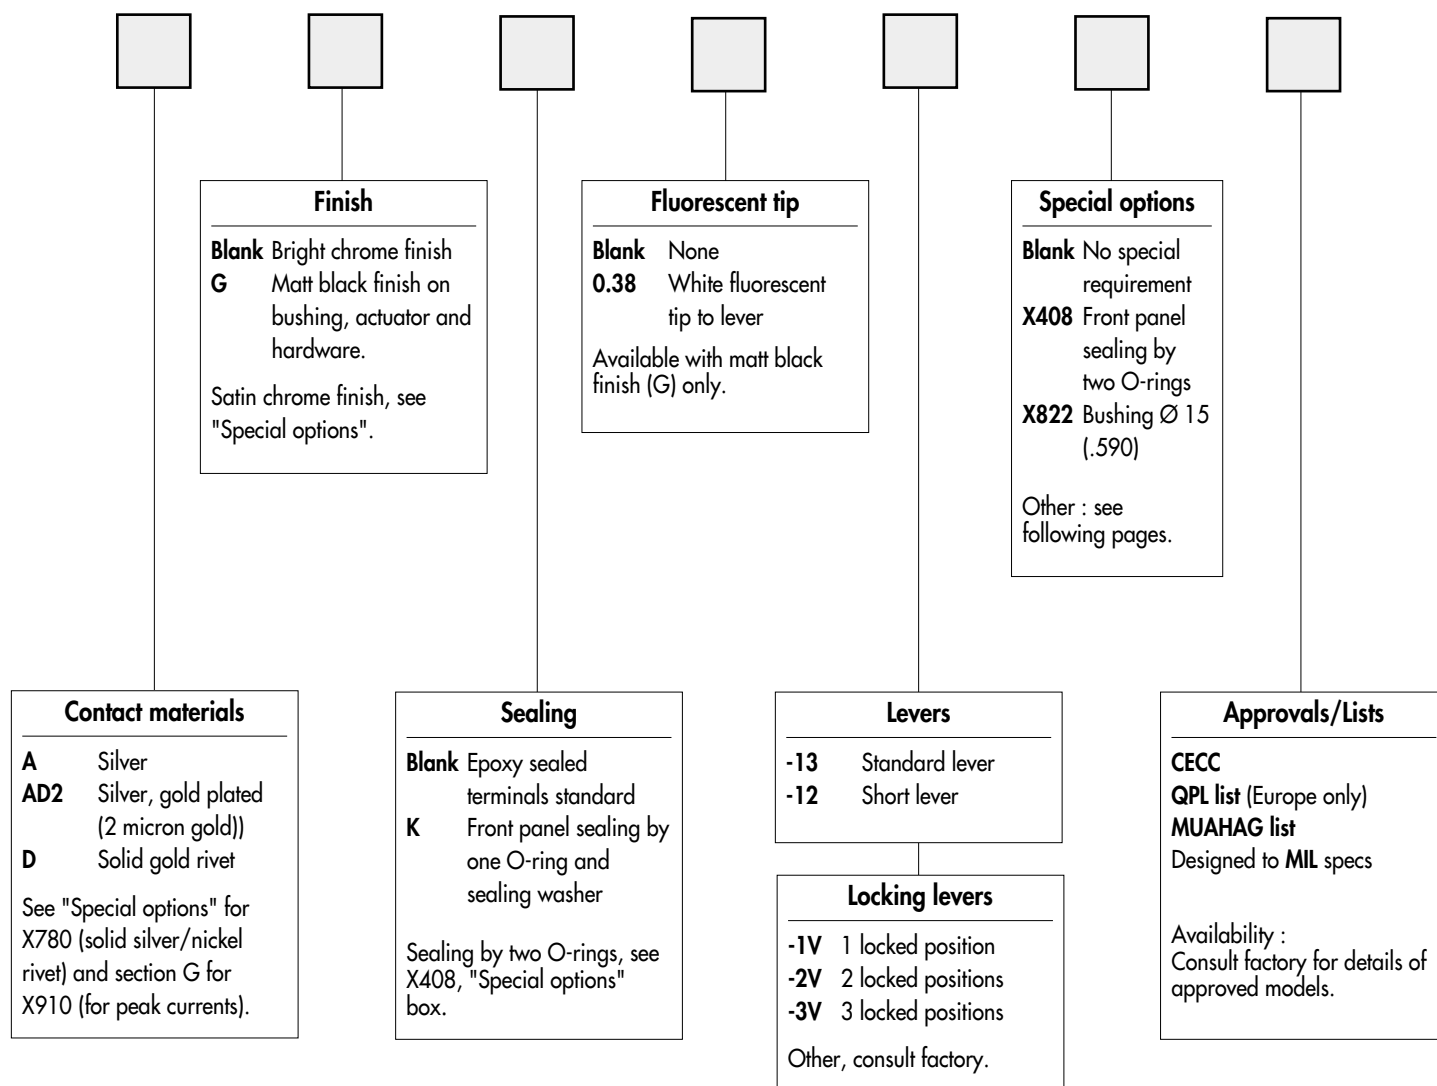 Finish
Blank Bright chrome finish
G Matt black finish on
bushing, actuator and
hardware.
Satin chrome finish, see
"Special options".
Fluorescent tip
Blank None
0.38 White fluorescent
tip to lever
Available with matt black
finish (G) only.
Special options
Blank No special
requirement
X408 Front panel
sealing by
two O-rings
X822 Bushing Ø 15
(.590)
Other : see
following pages.
Contact materials
A Silver
AD2 Silver, gold plated
(2 micron gold))
D Solid gold rivet
See "Special options" for
X780 (solid silver/nickel
rivet) and section G for
X910 (for peak currents).
Sealing
Blank Epoxy sealed
terminals standard
K Front panel sealing by
one O-ring and
sealing washer
Sealing by two O-rings, see
X408, "Special options"
box.
Levers
-13 Standard lever
-12 Short lever
Locking levers
-1V 1 locked position
-2V 2 locked positions
-3V 3 locked positions
Other, consult factory.
Approvals/Lists
CECC
QPL list (Europe only)
MUAHAG list
Designed to MIL specs
Availability :
Consult factory for details of
approved models.